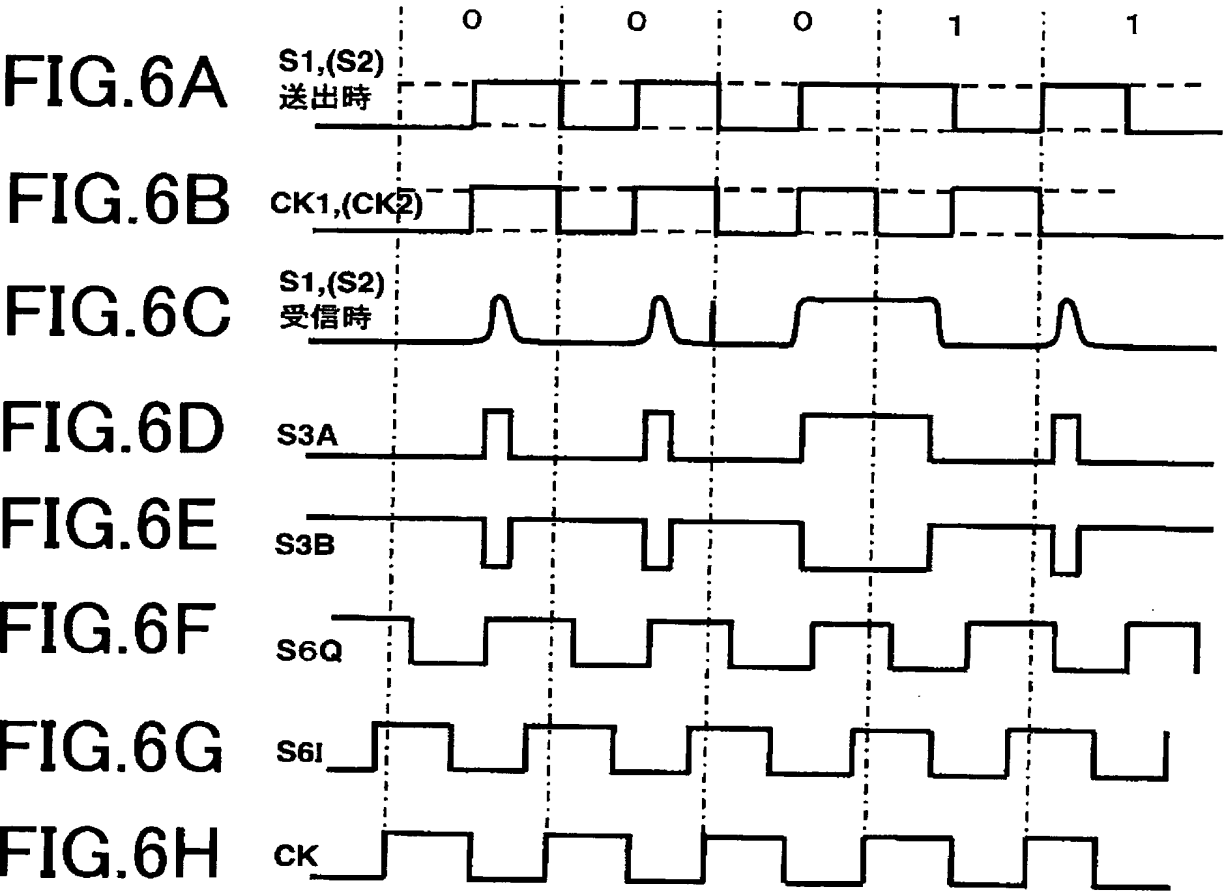 0 0 0 1 1
FIG.6A
S1,(S2)
送出時
FIG.6B
CK1,(CK2)
FIG.6C
S1,(S2)
受信時
FIG.6D
S3A
FIG.6E
S3B
FIG.6F
S6Q
FIG.6G
S6I
FIG.6H
CK